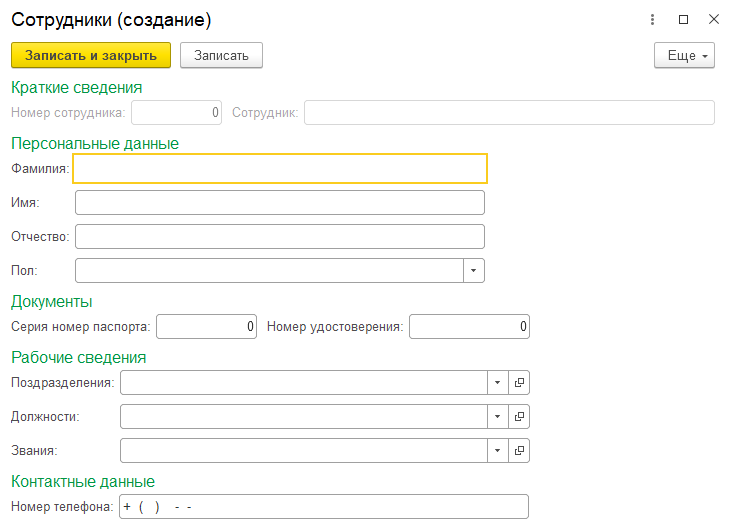 Сотрудники (создание)
Записать и закрыть Записать Еще
Краткие сведения
Номер сотрудника: 0 Сотрудник:
Персональные данные
Фамилия:
Имя:
Отчество:
Пол:
Документы
Серия номер паспорта: 0 Номер удостоверения: 0
Рабочие сведения
Поздразделения:
Должности:
Звания:
Контактные данные
Номер телефона: + ( ) - -